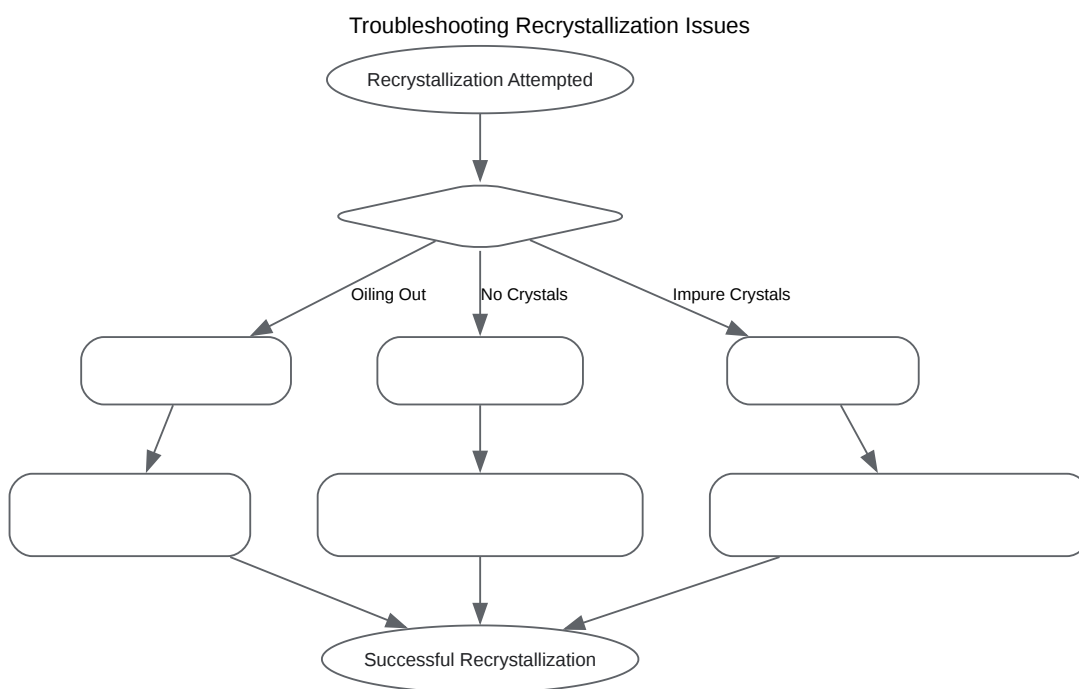 Troubleshooting Recrystallization Issues
Recrystallization Attempted
Oiling Out
No Crystals
Impure Crystals
Successful Recrystallization